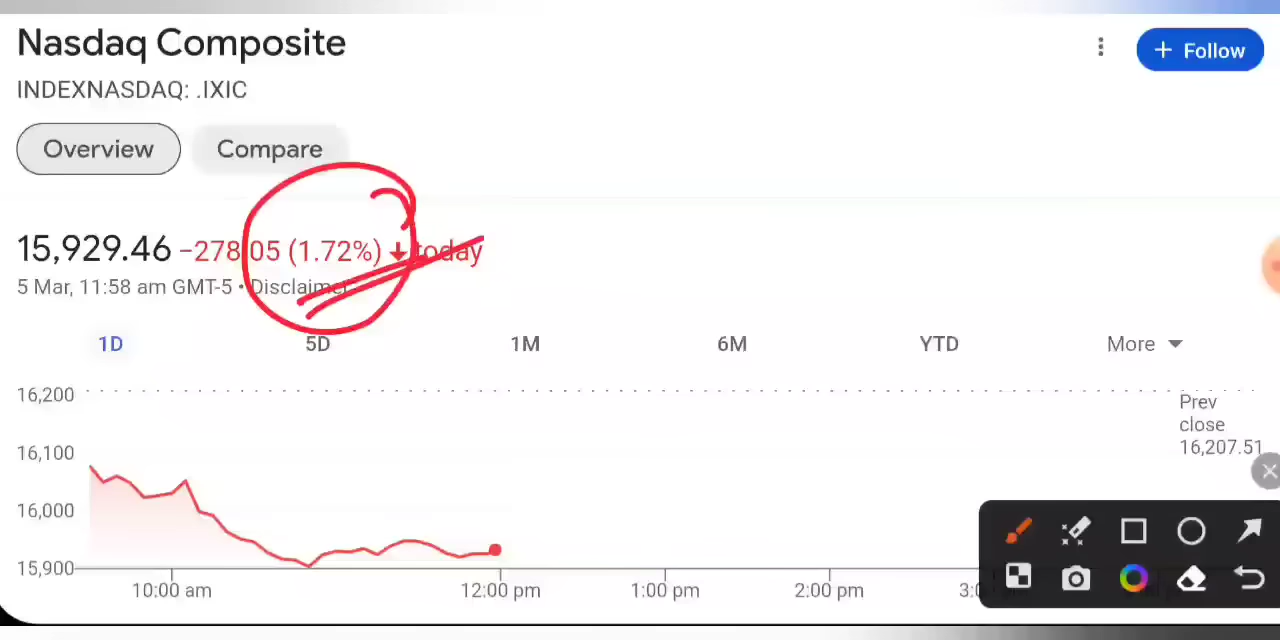 Nasdaq Composite
+ Follow
INDEXNASDAQ: .IXIC
Overview
Compare
15,929.46 −278.05 (1.72%) ↓ today
5 Mar, 11:58 am GMT-5 • Disclaimer
1D 5D 1M 6M YTD More
16,200
Prev
close
16,207.51
16,100
16,000
15,900
10:00 am 12:00 pm 1:00 pm 2:00 pm